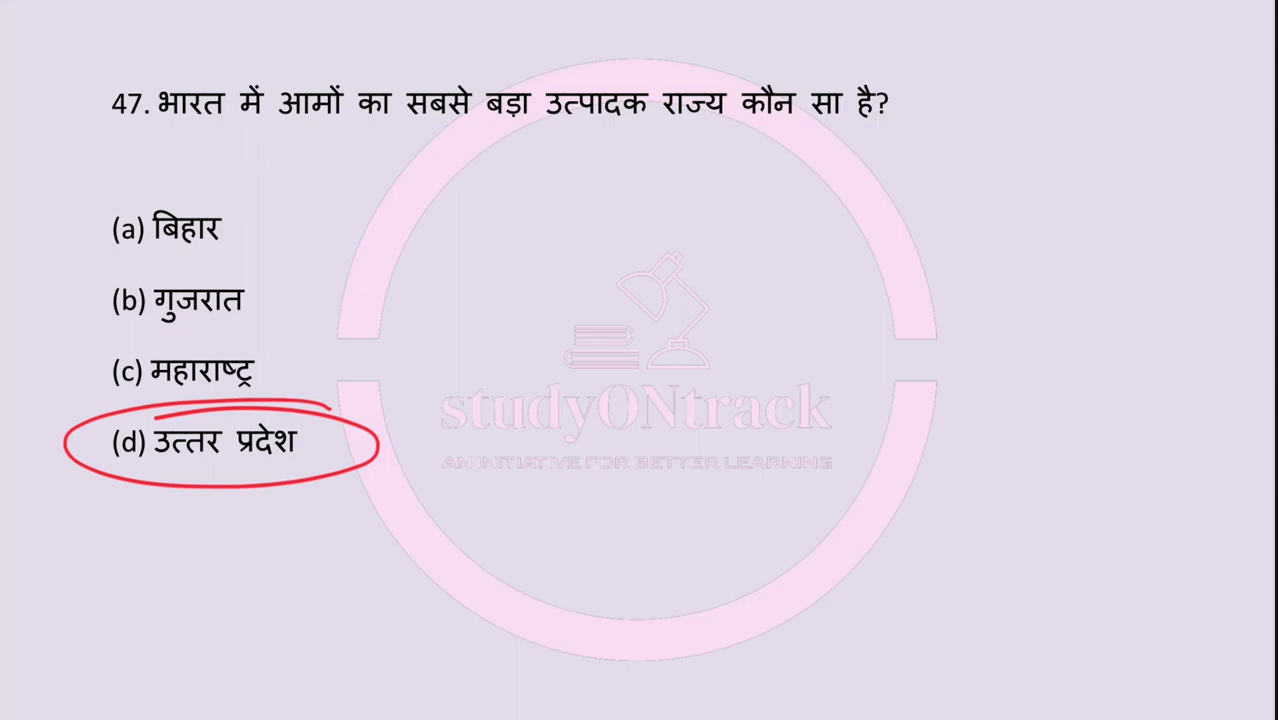 47. भारत में आमों का सबसे बड़ा उत्पादक राज्य कौन सा है?
(a) बिहार
(b) गुजरात
(c) महाराष्ट्र
(d) उत्तर प्रदेश
studyONtrack
AN INITIATIVE FOR BETTER LEARNING